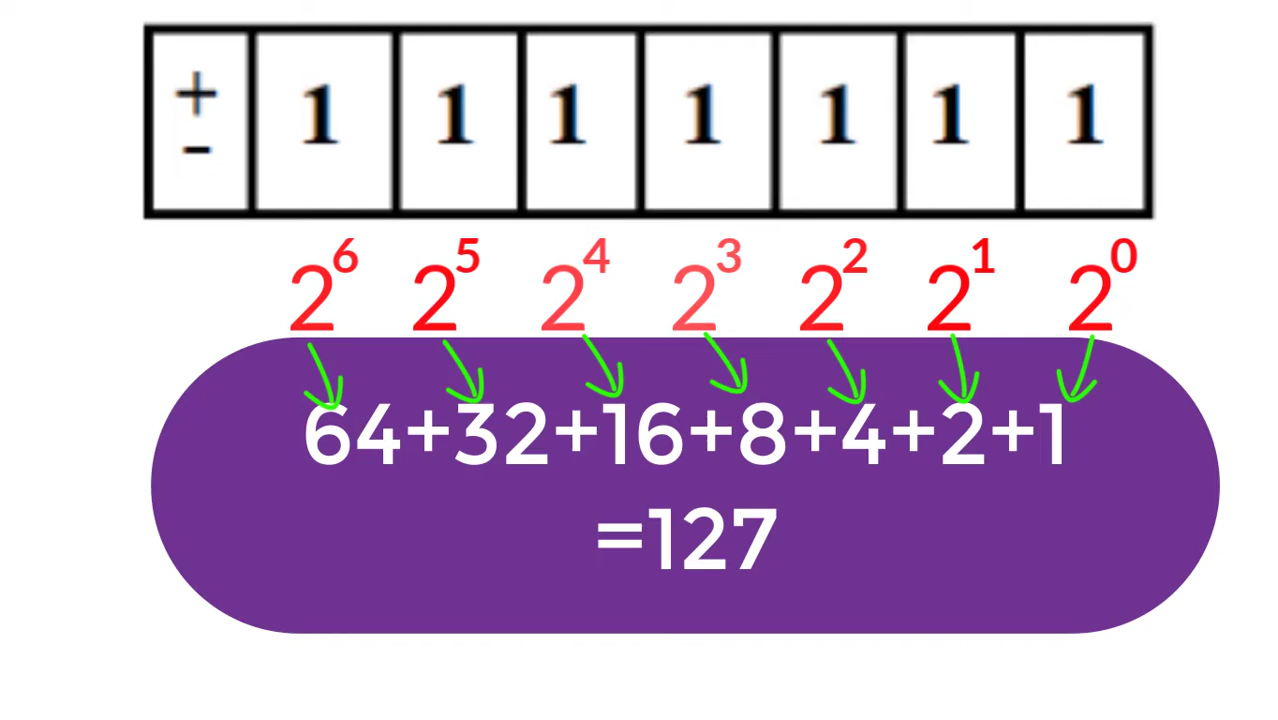 +
-
1 1 1 1 1 1 1
2⁶ 2⁵ 2⁴ 2³ 2² 2¹ 2⁰
64+32+16+8+4+2+1
=127